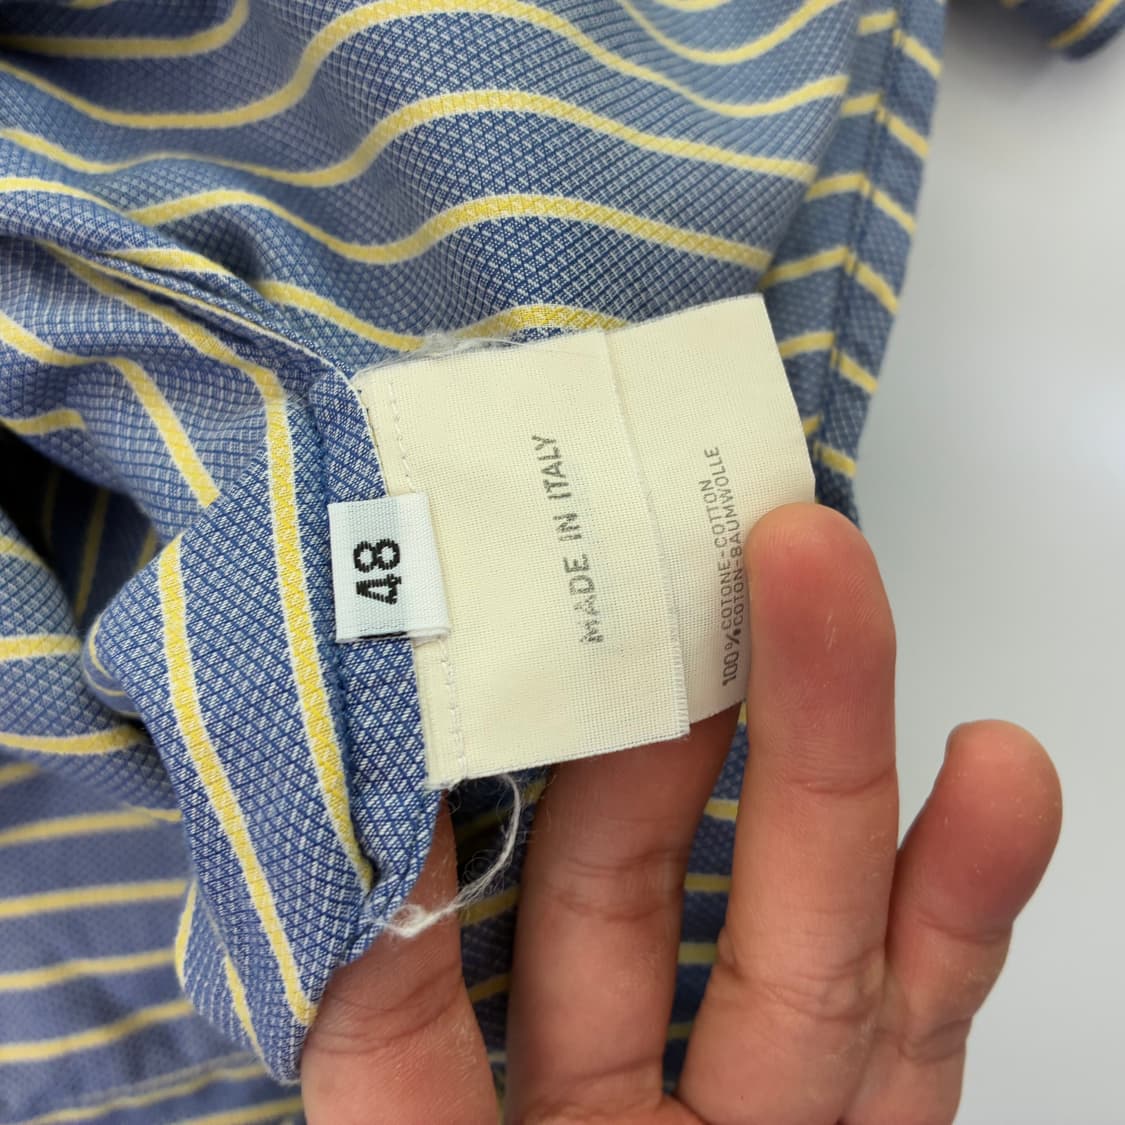 48
MADE IN ITALY
100%COTONE-COTTON
COTON-BAUMWOLLE